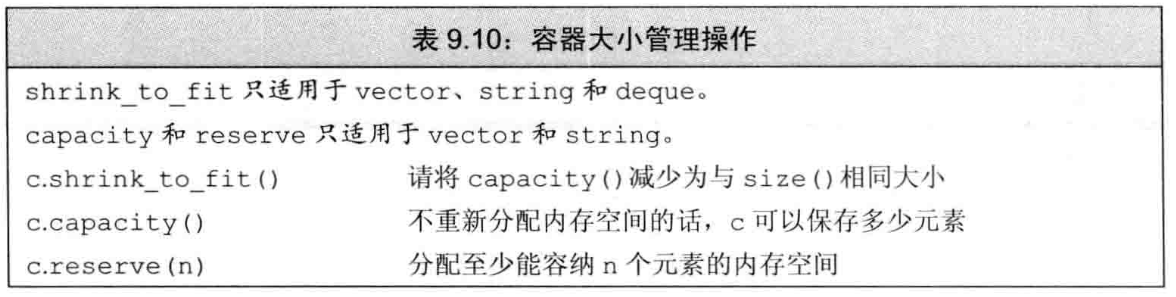 表 9.10：容器大小管理操作
shrink_to_fit 只适用于 vector、string 和 deque。
capacity 和 reserve 只适用于 vector 和 string。
c.shrink_to_fit() 请将 capacity()减少为与 size()相同大小
c.capacity() 不重新分配内存空间的话，c 可以保存多少元素
c.reserve(n) 分配至少能容纳 n 个元素的内存空间